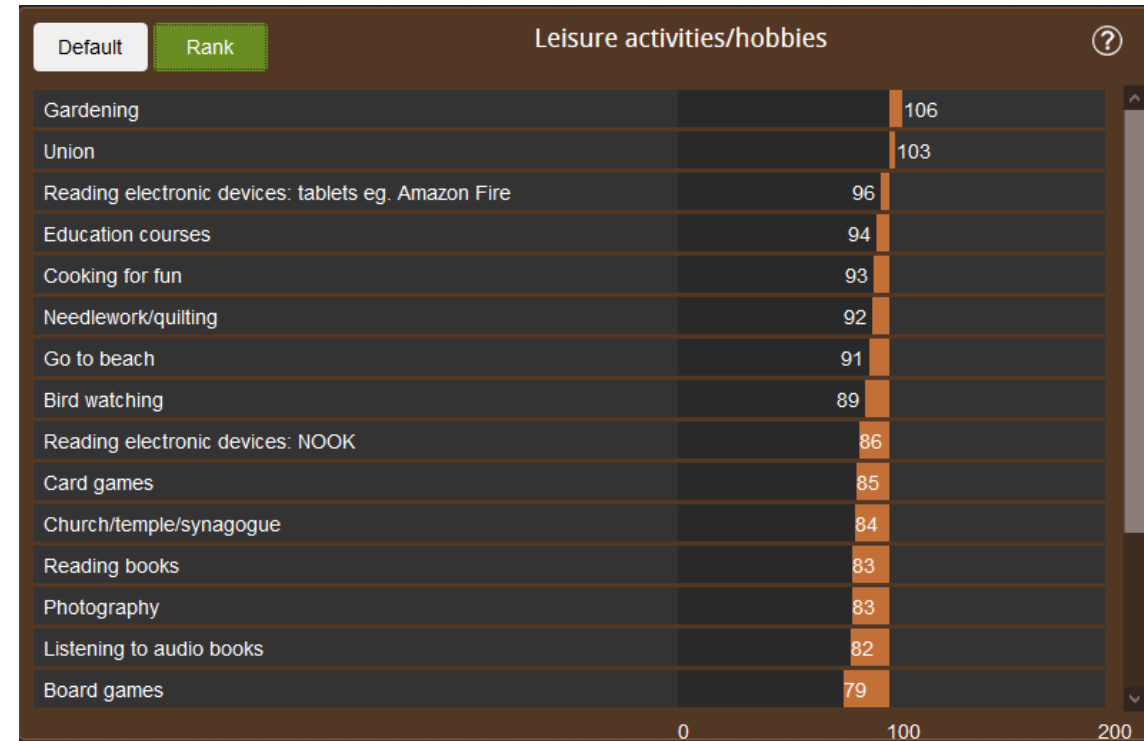 Default Rank Leisure activities/hobbies ?
Gardening 106
Union 103
Reading electronic devices: tablets eg. Amazon Fire 96
Education courses 94
Cooking for fun 93
Needlework/quilting 92
Go to beach 91
Bird watching 89
Reading electronic devices: NOOK 86
Card games 85
Church/temple/synagogue 84
Reading books 83
Photography 83
Listening to audio books 82
Board games 79
0 100 200